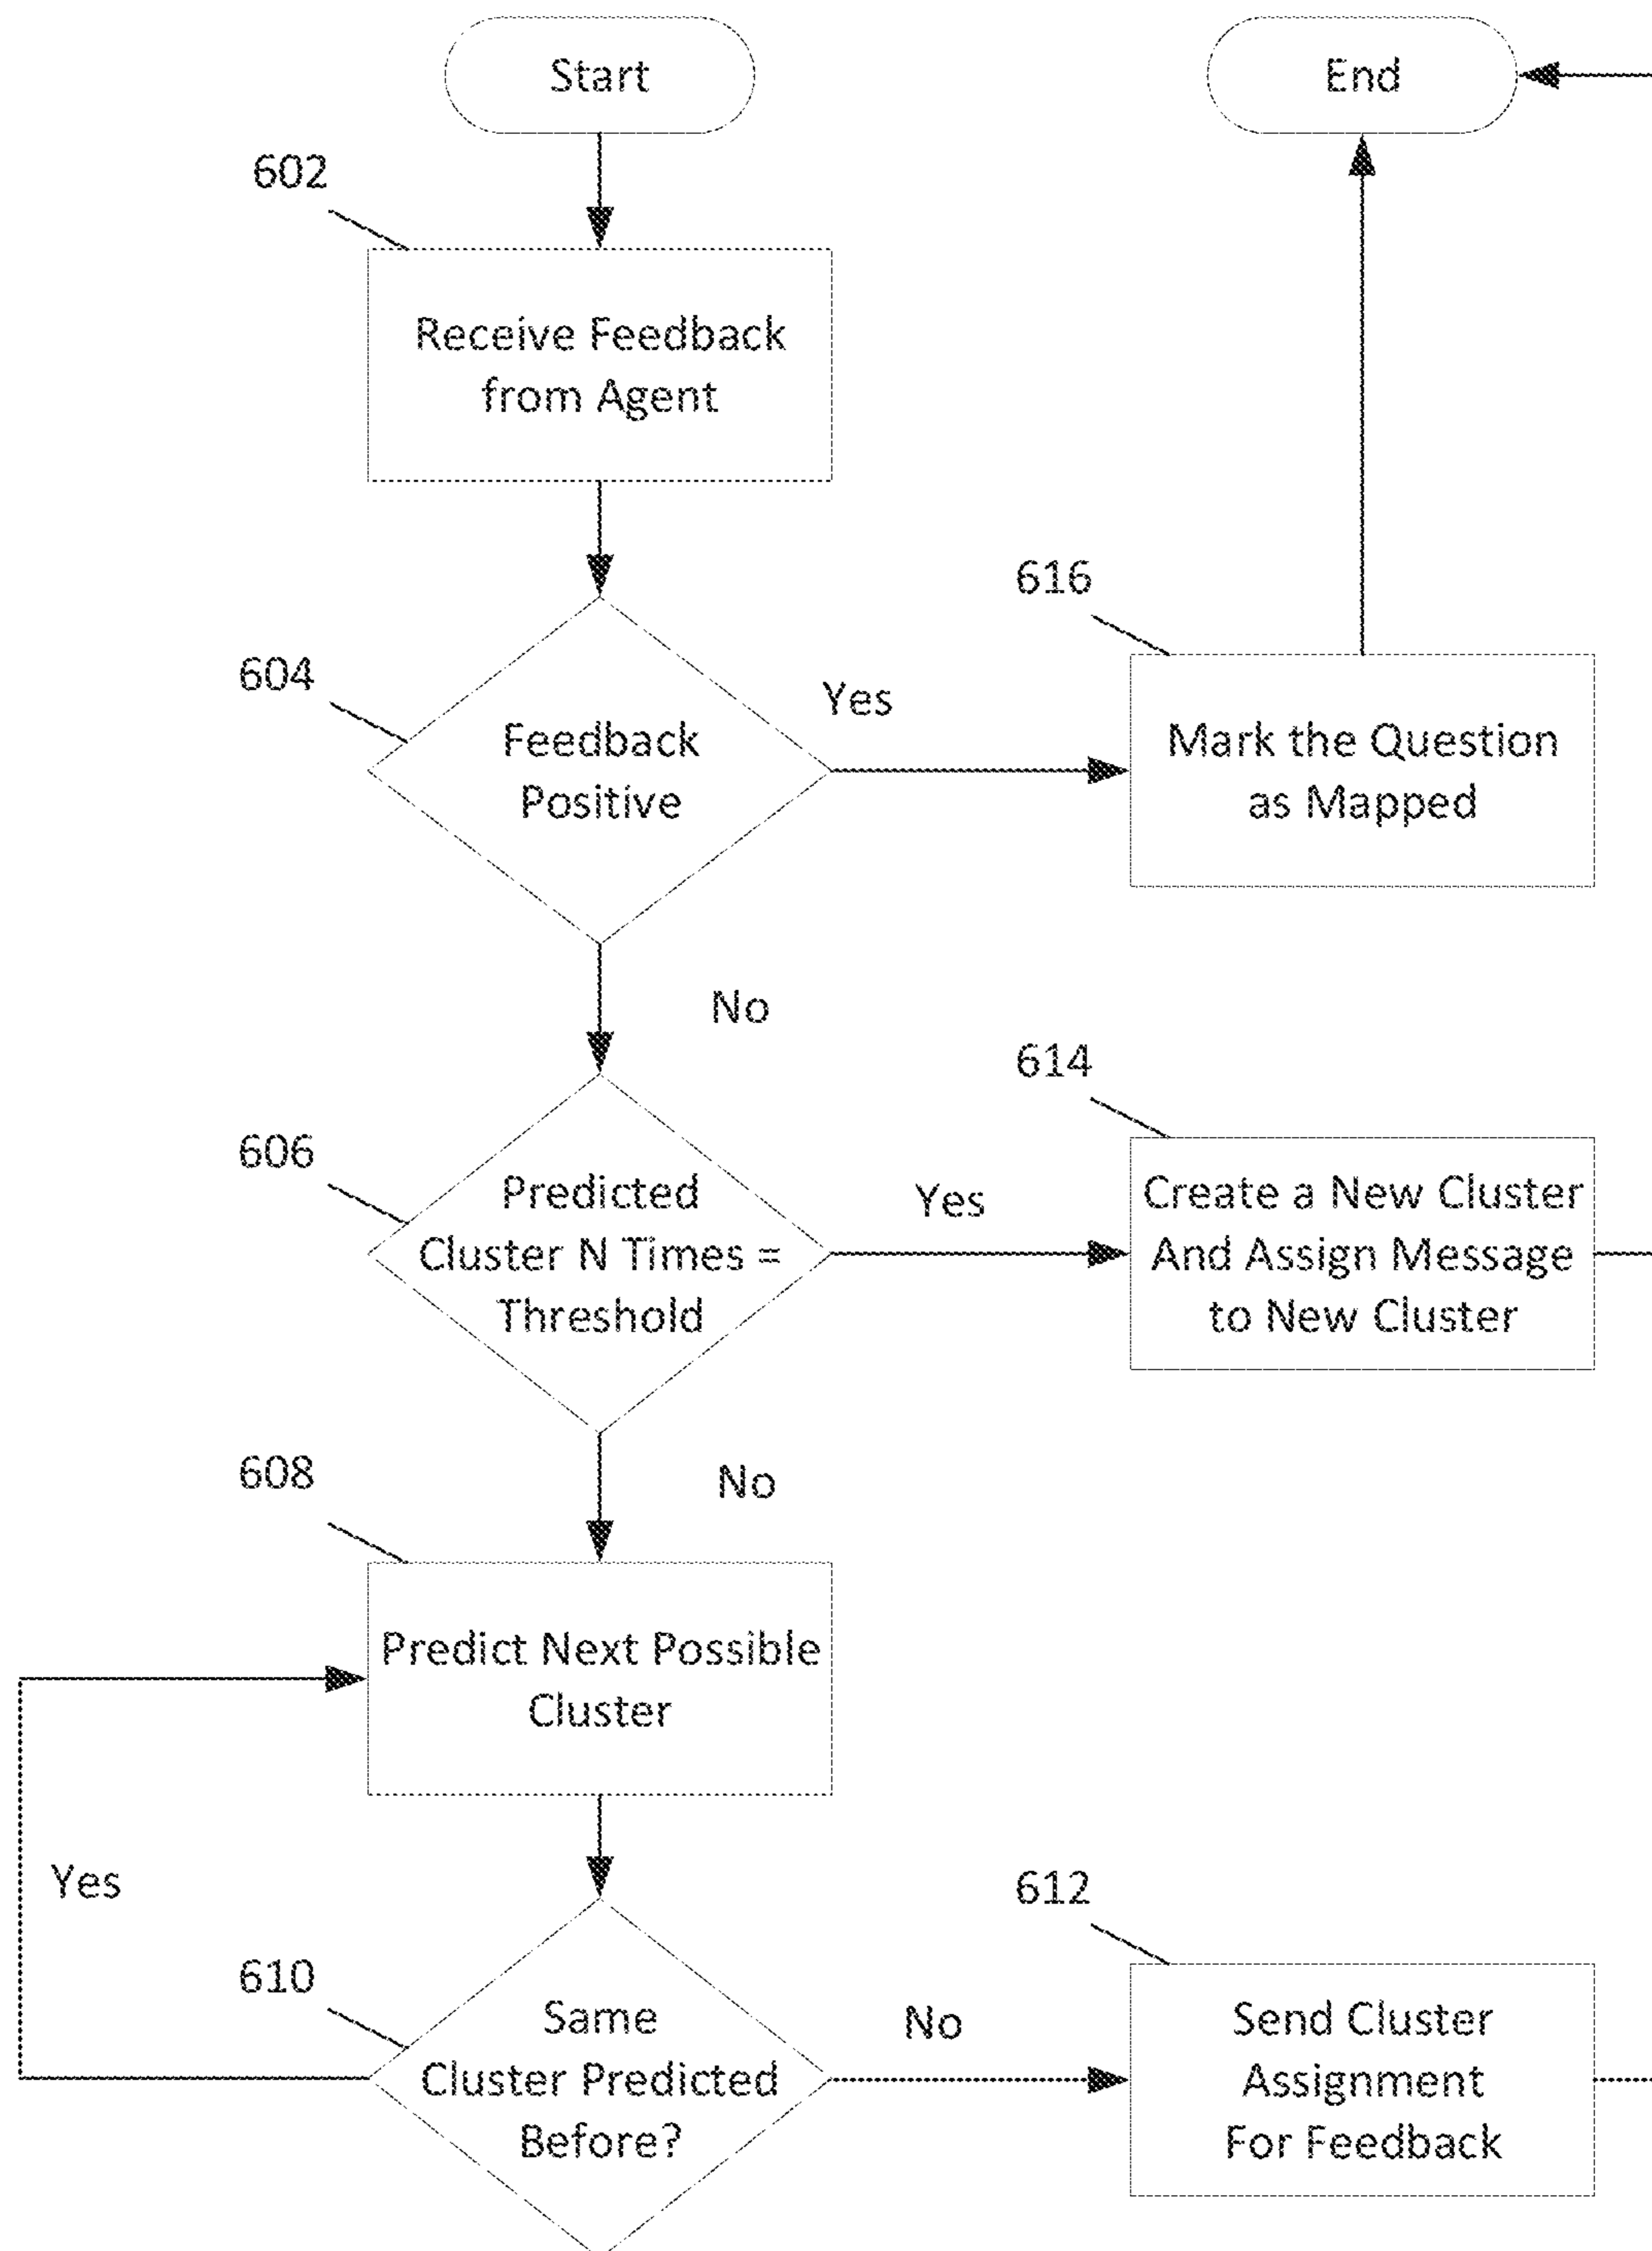 Start
End
602
Receive Feedback
from Agent
616
604
Yes
Feedback
Positive
Mark the Question
as Mapped
No
614
606
Yes
Predicted
Cluster N Times =
Threshold
Create a New Cluster
And Assign Message
to New Cluster
608
No
Predict Next Possible
Cluster
Yes
612
610
No
Same
Cluster Predicted
Before?
Send Cluster
Assignment
For Feedback